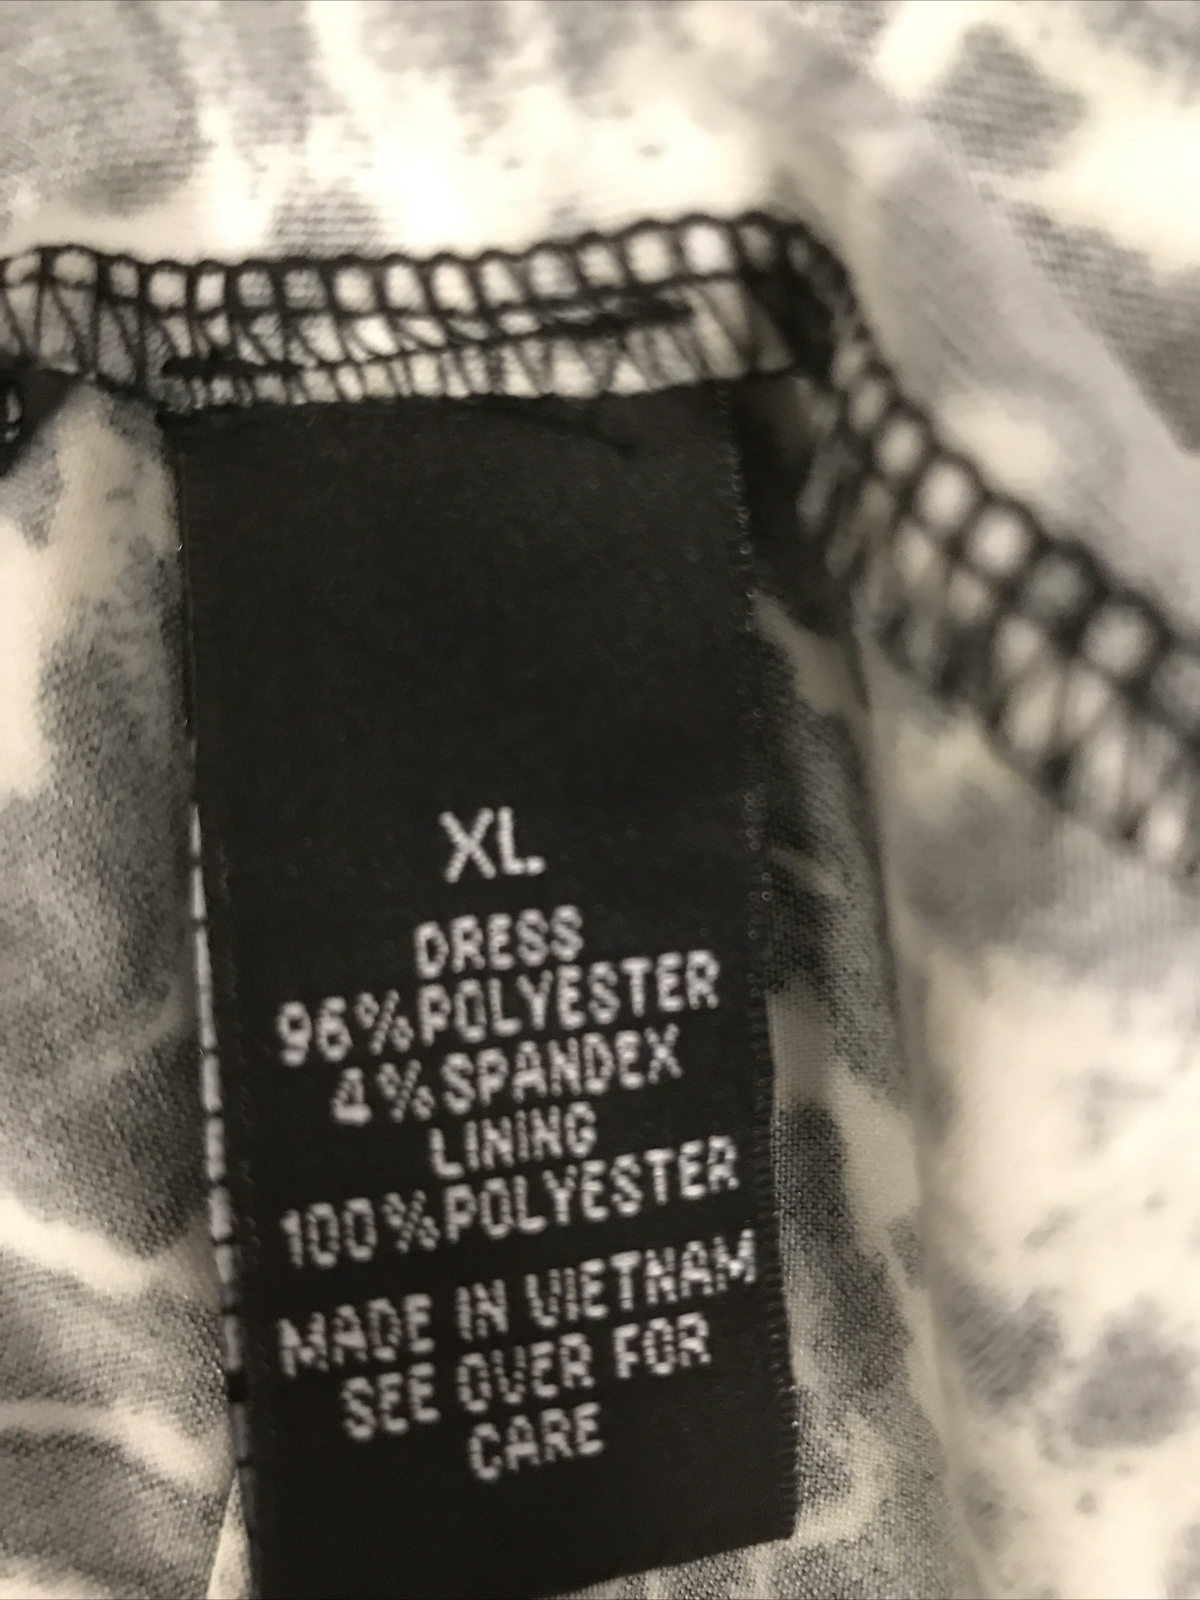 XL
DRESS
96% POLYESTER
4% SPANDEX
LINING
100% POLYESTER
MADE IN VIETNAM
SEE OVER FOR
CARE